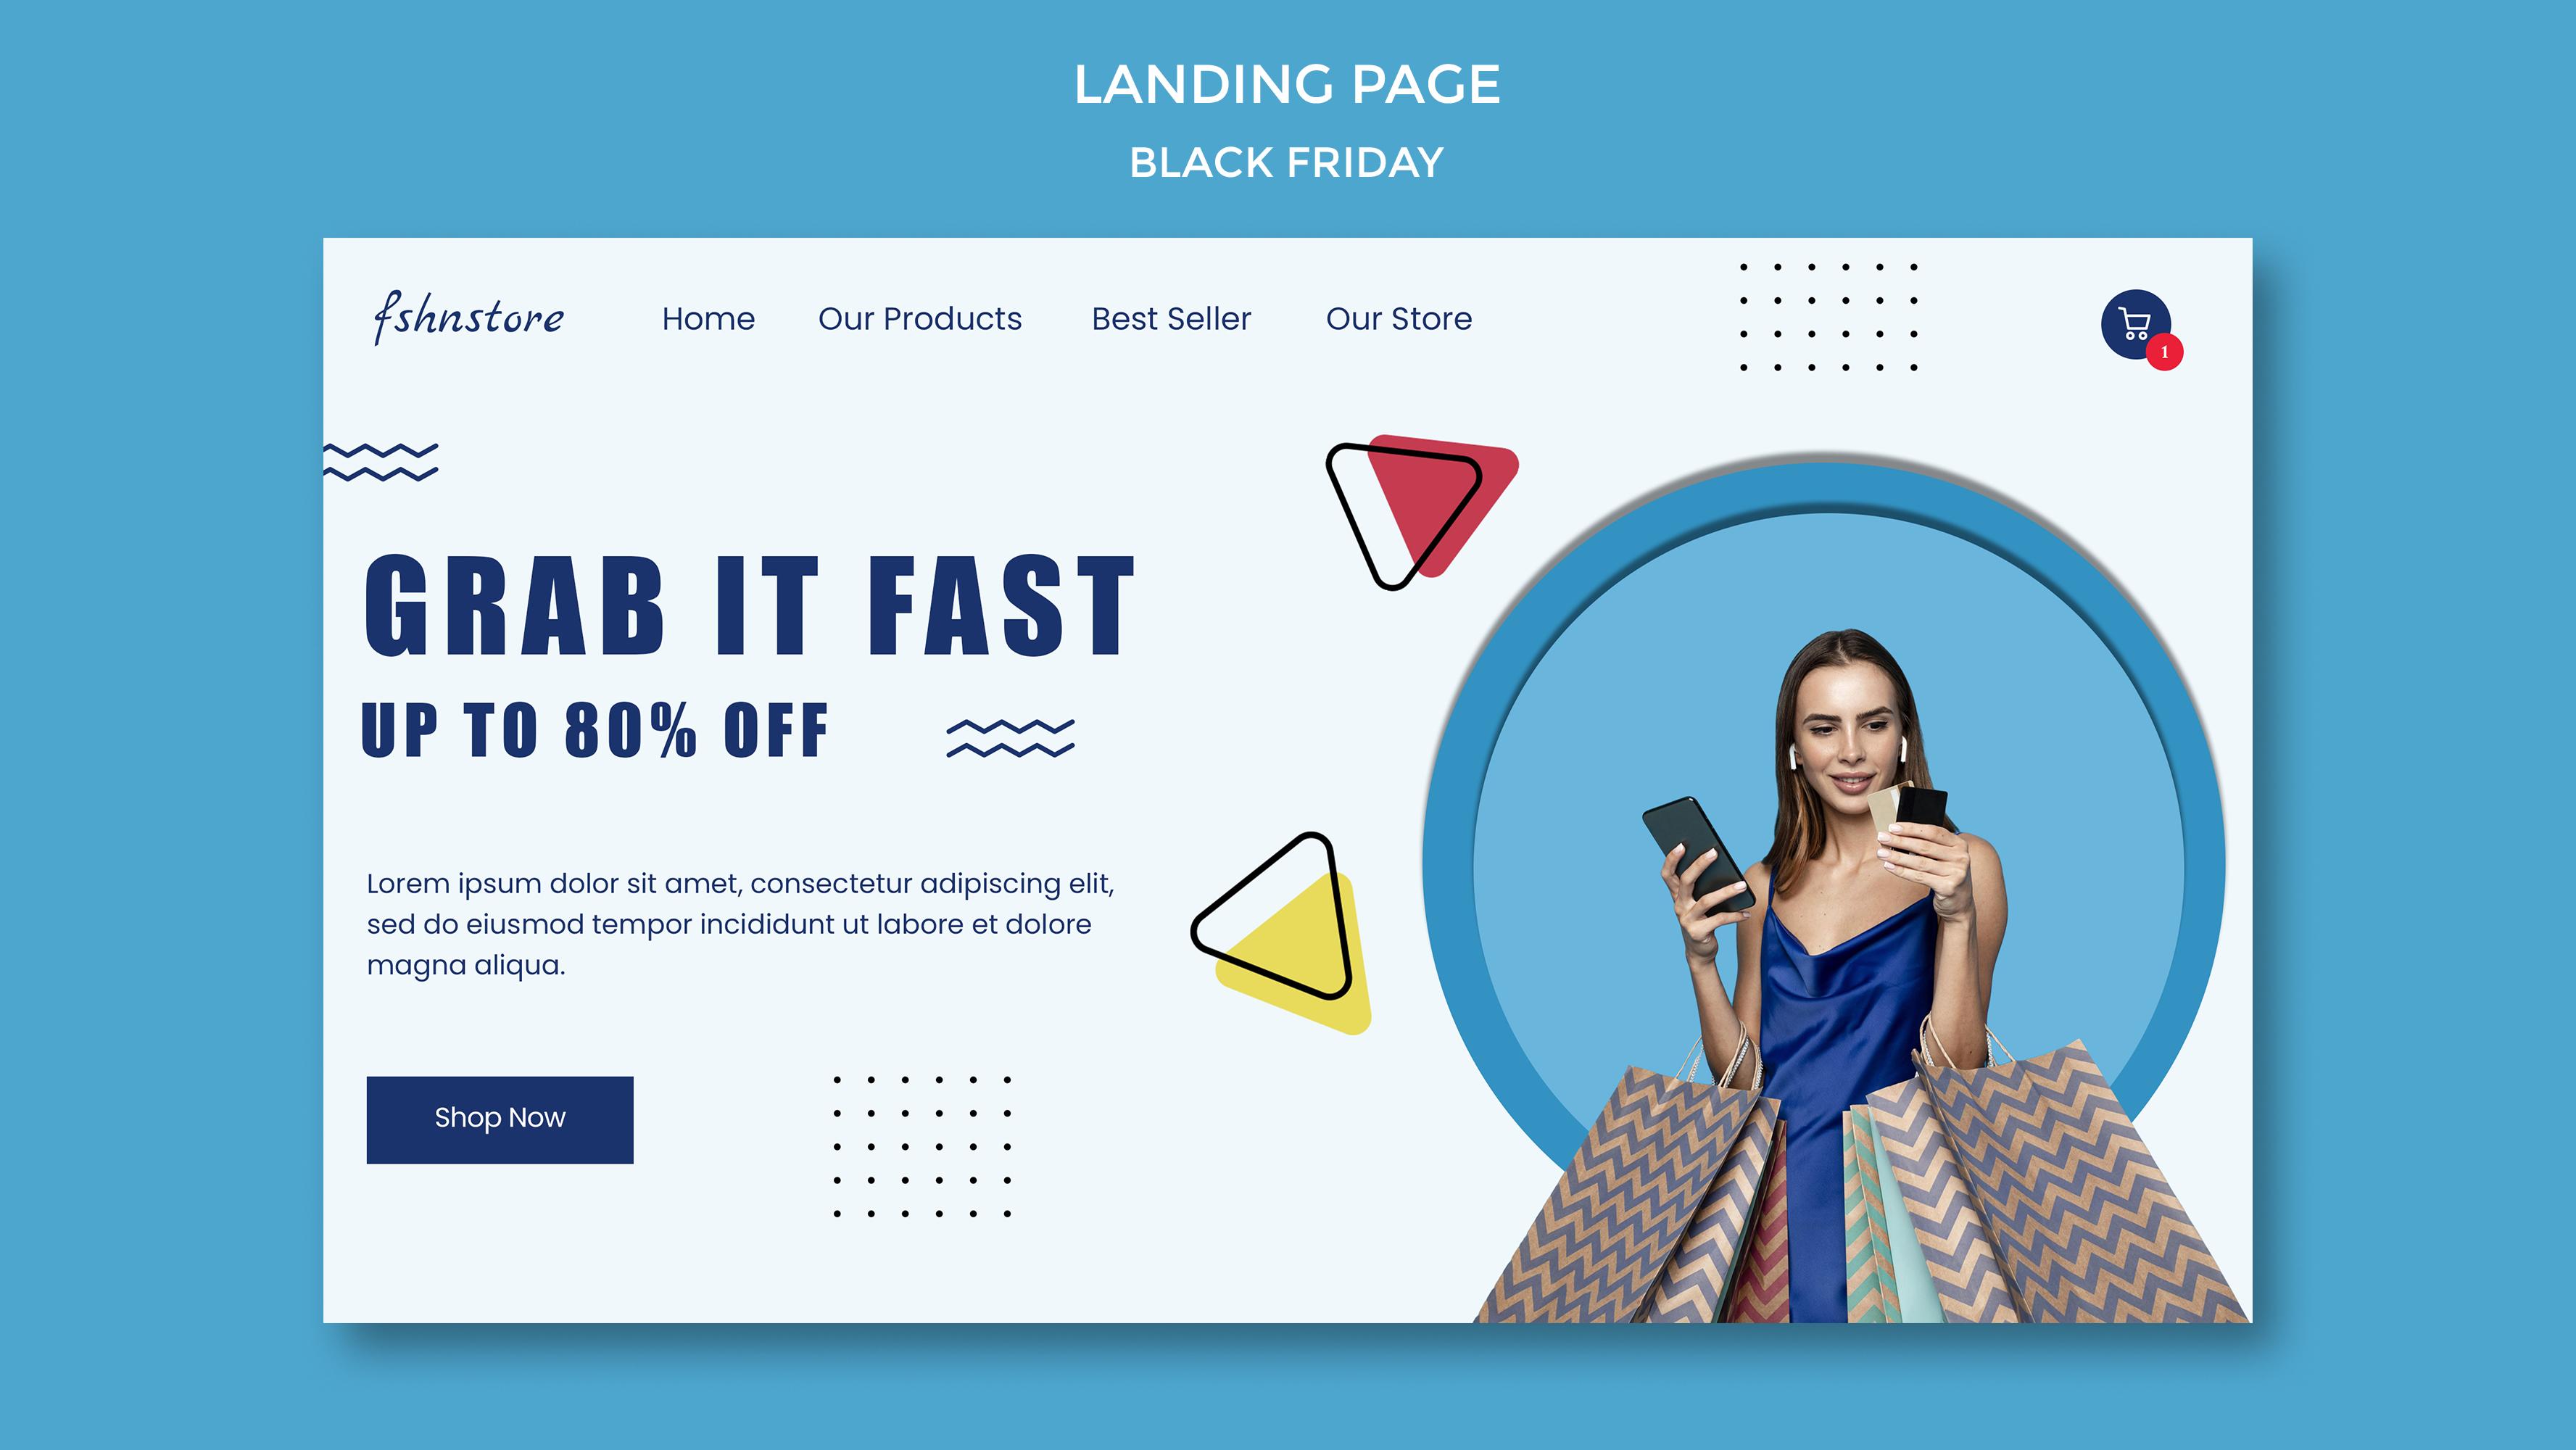 LANDING PAGE
BLACK FRIDAY
fshnstore Home Our Products Best Seller Our Store
1
GRAB IT FAST
UP TO 80% OFF
Lorem ipsum dolor sit amet, consectetur adipiscing elit,
sed do eiusmod tempor incididunt ut labore et dolore
magna aliqua.
Shop Now